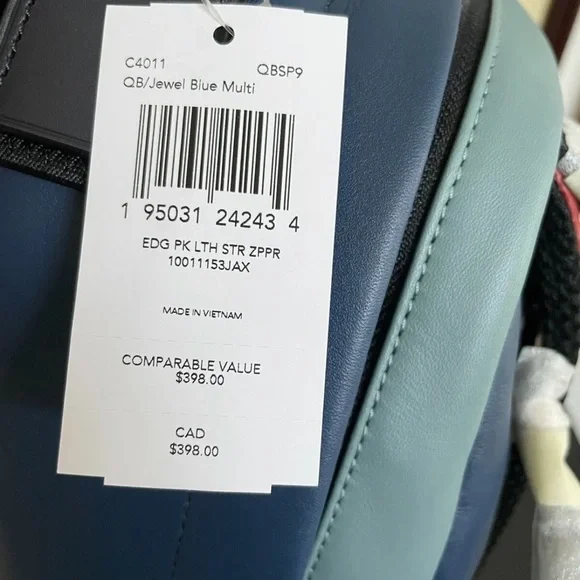 C4011 QBSP9
QB/Jewel Blue Multi
1 95031 24243 4
EDG PK LTH STR ZPPR
10011153JAX
MADE IN VIETNAM
COMPARABLE VALUE
$398.00
CAD
$398.00